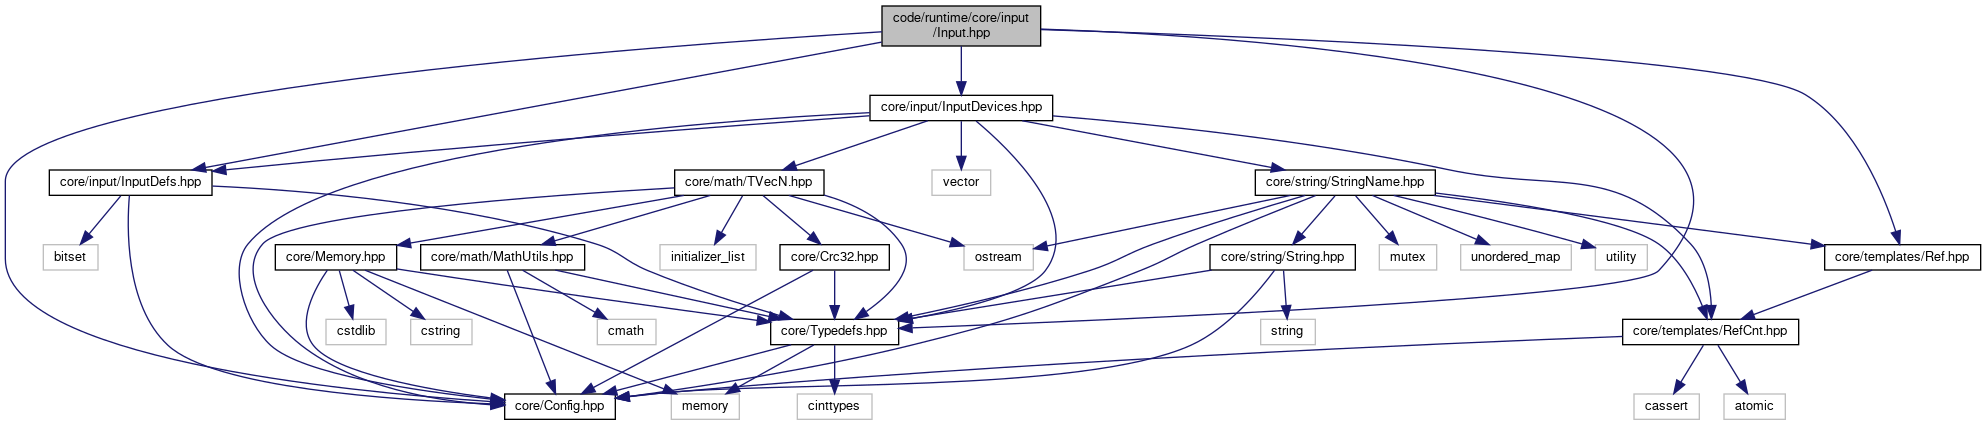 code/runtime/core/input
/Input.hpp
core/input/InputDevices.hpp
core/input/InputDefs.hpp
core/math/TVecN.hpp
vector
core/string/StringName.hpp
bitset
core/Memory.hpp
core/math/MathUtils.hpp
initializer_list
core/Crc32.hpp
ostream
core/string/String.hpp
mutex
unordered_map
utility
core/templates/Ref.hpp
cstdlib
cstring
cmath
core/Typedefs.hpp
string
core/templates/RefCnt.hpp
core/Config.hpp
memory
cinttypes
cassert
atomic